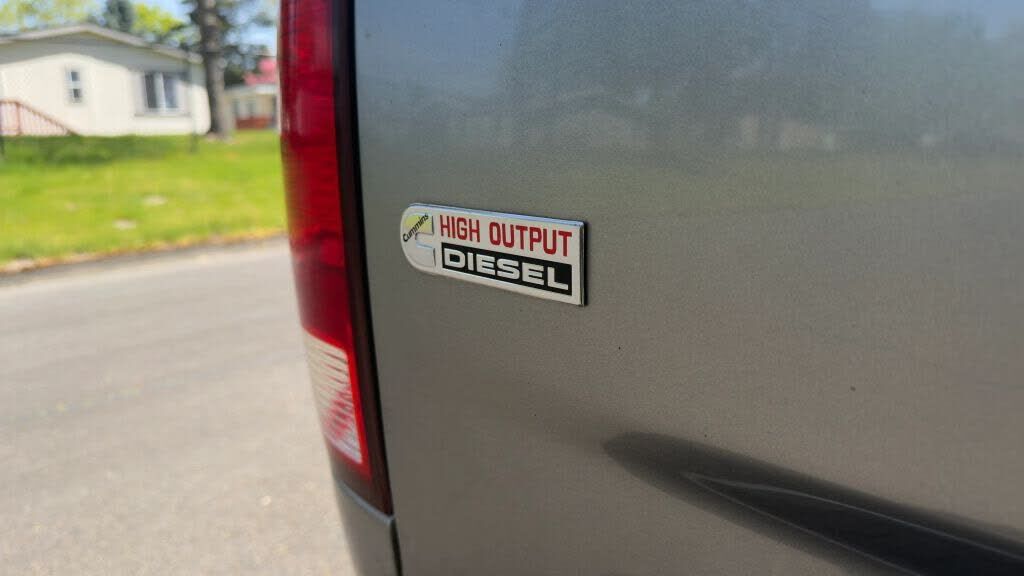 Cummins
HIGH OUTPUT
DIESEL